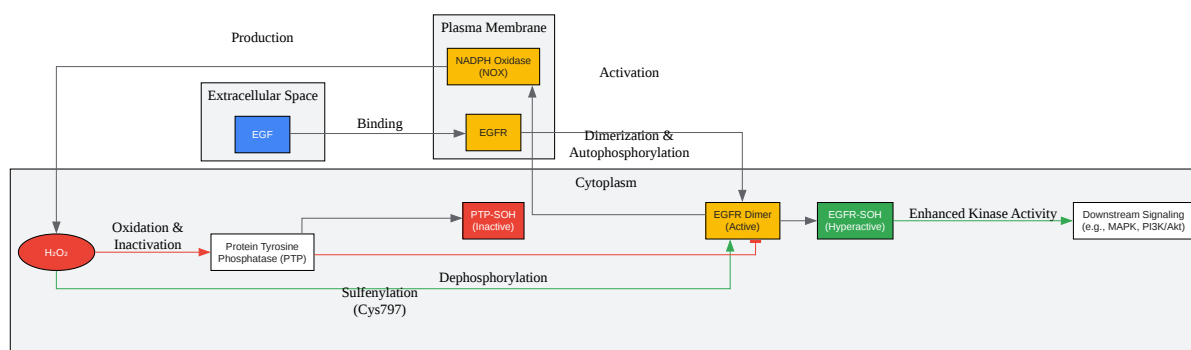 Plasma Membrane
Production
NADPH Oxidase
(NOX)
Activation
Extracellular Space
EGF
Binding
EGFR
Dimerization &
Autophosphorylation
Cytoplasm
PTP-SOH
(Inactive)
EGFR Dimer
(Active)
EGFR-SOH
(Hyperactive)
Enhanced Kinase Activity
Downstream Signaling
(e.g., MAPK, PI3K/Akt)
H₂O₂
Oxidation &
Inactivation
Protein Tyrosine
Phosphatase (PTP)
Dephosphorylation
Sulfenylation
(Cys797)